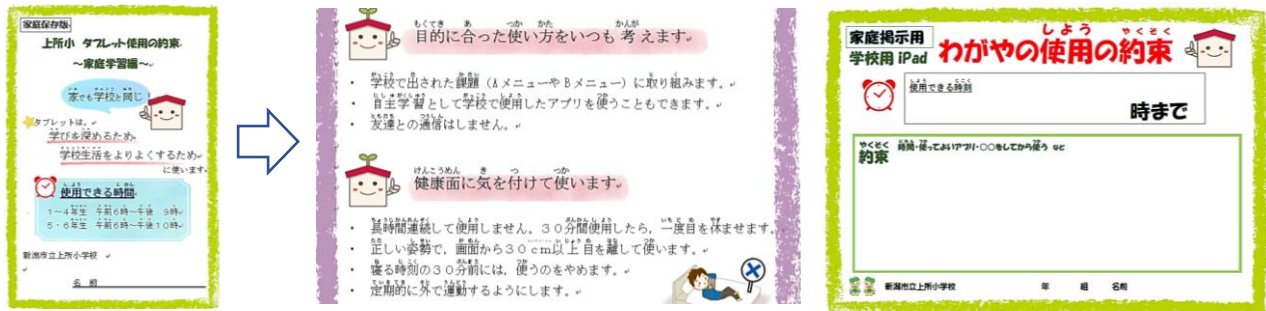 家庭保存版
上所小 タブレット使用の約束
～家庭学習編～
家でも学校と同じ
タブレットは、
学びを深めるため
学校生活をよりよくするため
に使います
使用できる時間
1～4年生 午前6時～午後 9時
5・6年生 午前6時～午後10時
新潟市立上所小学校
名前
目的に合った使い方をいつも考えます。
・ 学校で出された課題（AメニューやBメニュー）に取り組みます。
・ 自主学習として学校で使用したアプリを使うこともできます。
・ 友達との通信はしません。
健康面に気を付けて使います。
・ 長時間連続して使用しません。30分間使用したら，一度目を休ませます。
・ 正しい姿勢で，画面から30cm以上目を離して使います。
・ 寝る時刻の30分前には，使うのをやめます。
・ 定期的に外で運動するようにします。
家庭掲示用
学校用 iPad わがやの使用の約束
使用できる時刻
時まで
約束 時間・使ってよいアプリ・○○をしてから使う など
新潟市立上所小学校 年 組 名前